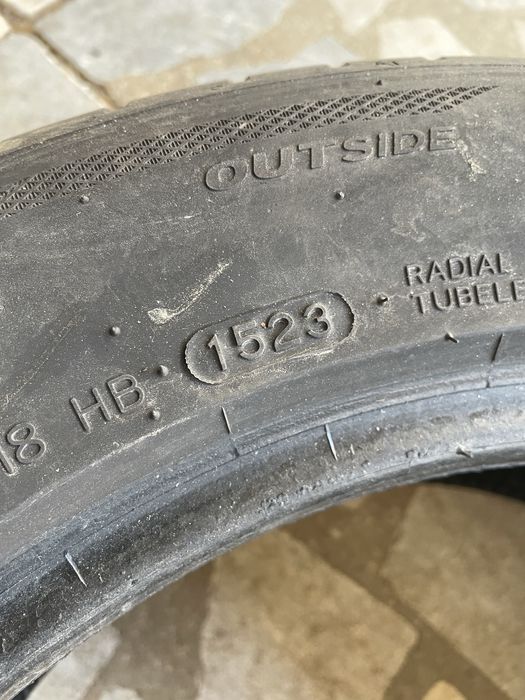 OUTSIDE
RADIAL
TUBELE
18 HB 1523